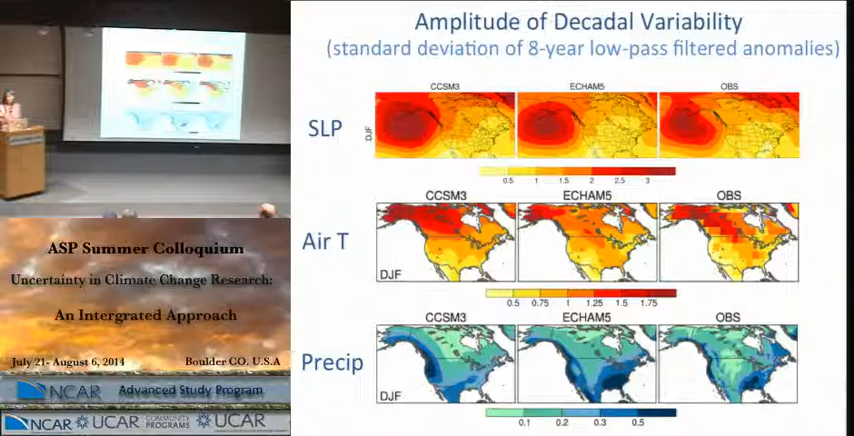 Amplitude of Decadal Variability
(standard deviation of 8-year low-pass filtered anomalies)
CCSM3 ECHAM5 OBS
SLP
DJF
0.5 1 1.5 2 2.5 3
CCSM3 ECHAM5 OBS
Air T
DJF
0.5 0.75 1 1.25 1.5 1.75
CCSM3 ECHAM5 OBS
Precip
DJF
0.1 0.2 0.3 0.5
ASP Summer Colloquium
Uncertainty in Climate Change Research:
An Intergrated Approach
July 21- August 6, 2014 Boulder CO. U.S.A
NCAR Advanced Study Program
NCAR UCAR COMMUNITY PROGRAMS UCAR